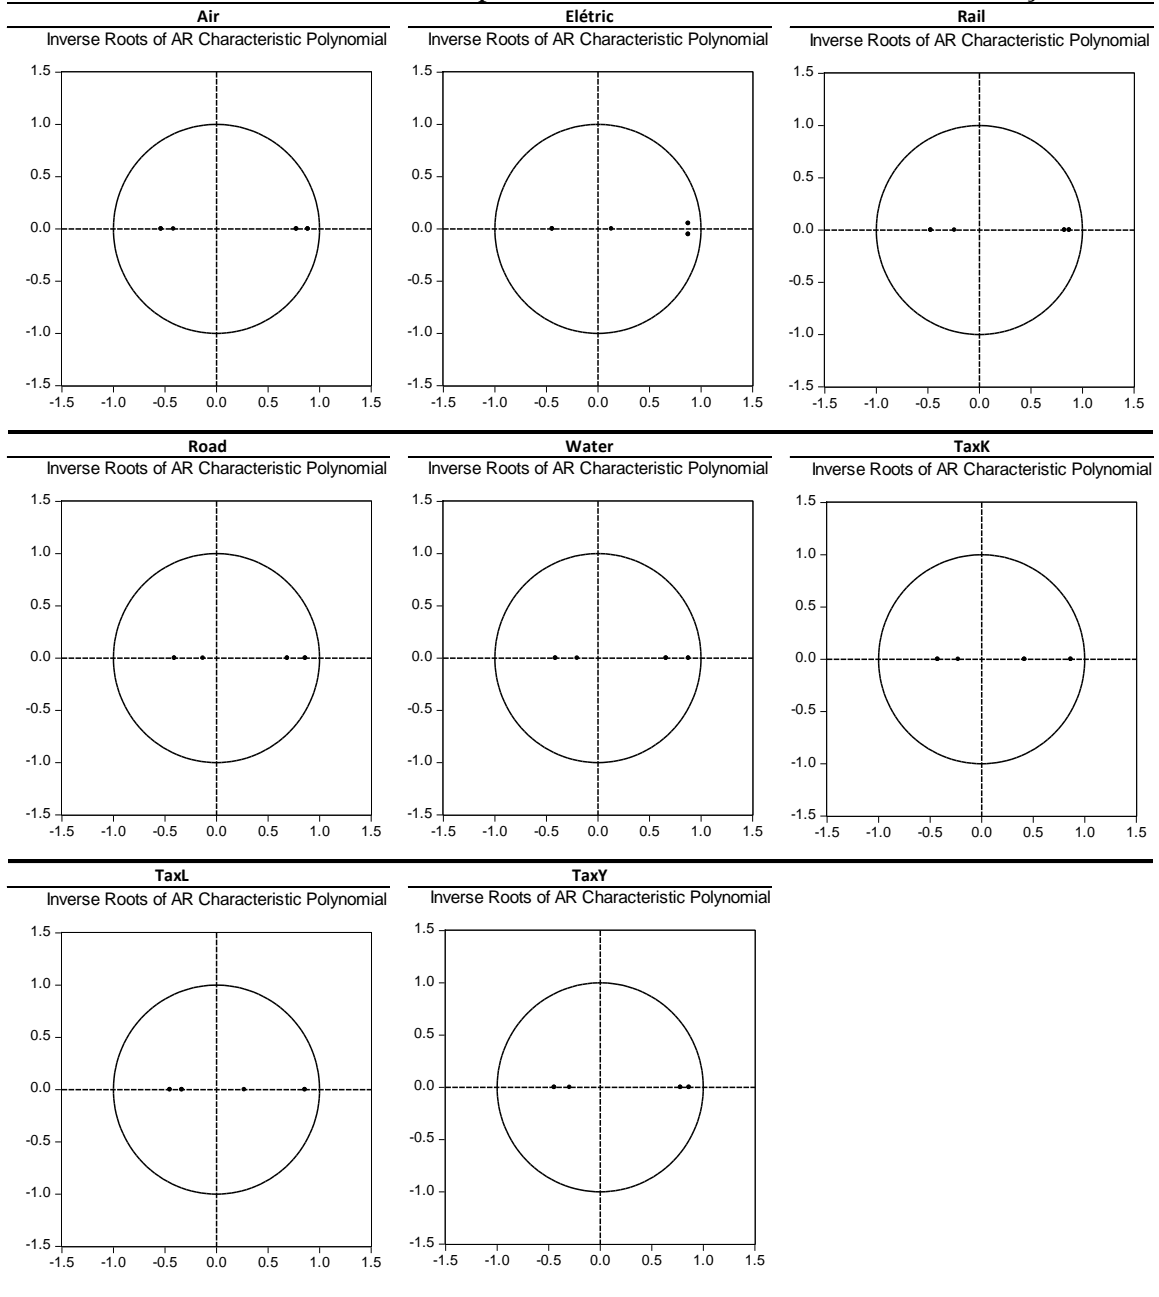 Air Elétric Rail
Inverse Roots of AR Characteristic Polynomial Inverse Roots of AR Characteristic Polynomial Inverse Roots of AR Characteristic Polynomial
1.5 1.5 1.5
1.0 1.0 1.0
0.5 0.5 0.5
0.0 0.0 0.0
-0.5 -0.5 -0.5
-1.0 -1.0 -1.0
-1.5 -1.5 -1.5
-1.5 -1.0 -0.5 0.0 0.5 1.0 1.5 -1.5 -1.0 -0.5 0.0 0.5 1.0 1.5 -1.5 -1.0 -0.5 0.0 0.5 1.0 1.5
Road Water TaxK
Inverse Roots of AR Characteristic Polynomial Inverse Roots of AR Characteristic Polynomial Inverse Roots of AR Characteristic Polynomial
1.5 1.5 1.5
1.0 1.0 1.0
0.5 0.5 0.5
0.0 0.0 0.0
-0.5 -0.5 -0.5
-1.0 -1.0 -1.0
-1.5 -1.5 -1.5
-1.5 -1.0 -0.5 0.0 0.5 1.0 1.5 -1.5 -1.0 -0.5 0.0 0.5 1.0 1.5 -1.5 -1.0 -0.5 0.0 0.5 1.0 1.5
TaxL TaxY
Inverse Roots of AR Characteristic Polynomial Inverse Roots of AR Characteristic Polynomial
1.5 1.5
1.0 1.0
0.5 0.5
0.0 0.0
-0.5 -0.5
-1.0 -1.0
-1.5 -1.5
-1.5 -1.0 -0.5 0.0 0.5 1.0 1.5 -1.5 -1.0 -0.5 0.0 0.5 1.0 1.5